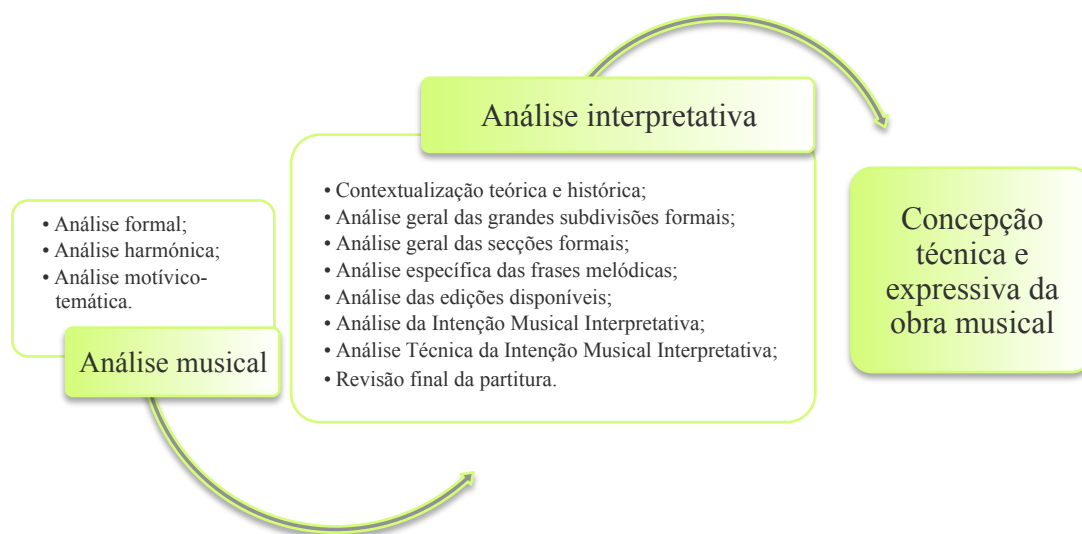 • Análise formal;
• Análise harmónica;
• Análise motívico-
temática.
Análise musical
Análise interpretativa
• Contextualização teórica e histórica;
• Análise geral das grandes subdivisões formais;
• Análise geral das secções formais;
• Análise específica das frases melódicas;
• Análise das edições disponíveis;
• Análise da Intenção Musical Interpretativa;
• Análise Técnica da Intenção Musical Interpretativa;
• Revisão final da partitura.
Concepção
técnica e
expressiva da
obra musical